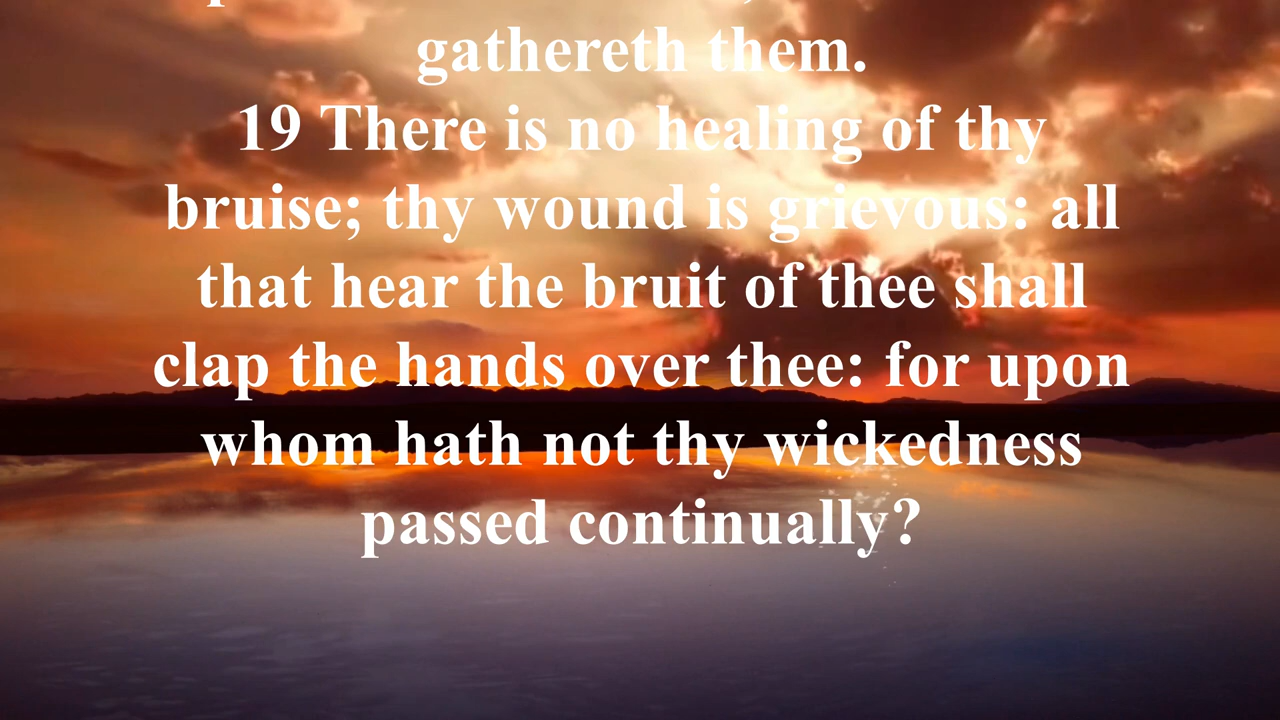 gathereth them.
19 There is no healing of thy
bruise; thy wound is grievous: all
that hear the bruit of thee shall
clap the hands over thee: for upon
whom hath not thy wickedness
passed continually?